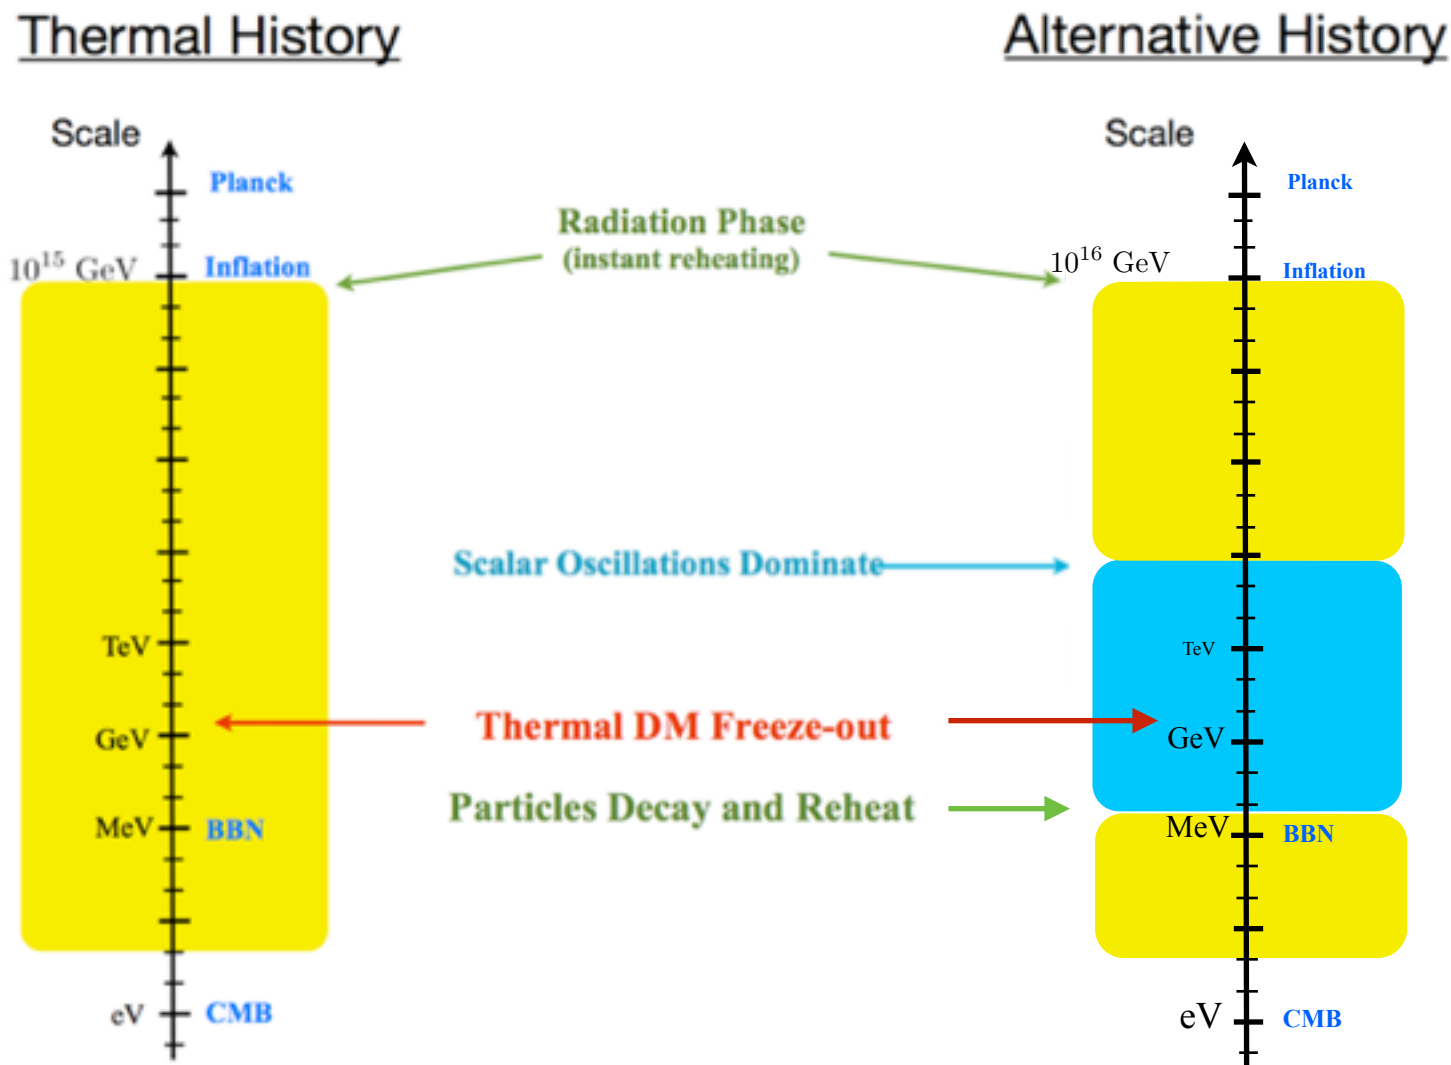 Thermal History
Alternative History
Scale
Scale
Planck
Planck
Radiation Phase
(instant reheating)
10^15 GeV
Inflation
10^16 GeV
Inflation
Scalar Oscillations Dominate
TeV
TeV
Thermal DM Freeze-out
GeV
GeV
Particles Decay and Reheat
MeV
BBN
MeV
BBN
eV
CMB
eV
CMB